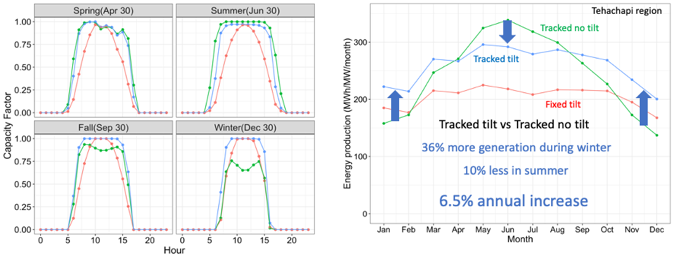 Spring(Apr 30)
Summer(Jun 30)
1.00
0.75
0.50
0.25
0.00
Fall(Sep 30)
Winter(Dec 30)
1.00
0.75
0.50
0.25
0.00
Capacity Factor
0 5 10 15 20
0 5 10 15 20
Hour
Tehachapi region
Tracked no tilt
Tracked tilt
Fixed tilt
Tracked tilt vs Tracked no tilt
36% more generation during winter
10% less in summer
6.5% annual increase
Energy production (MWh/MW/month)
300
200
100
0
Jan Feb Mar Apr May Jun Jul Aug Sep Oct Nov Dec
Month